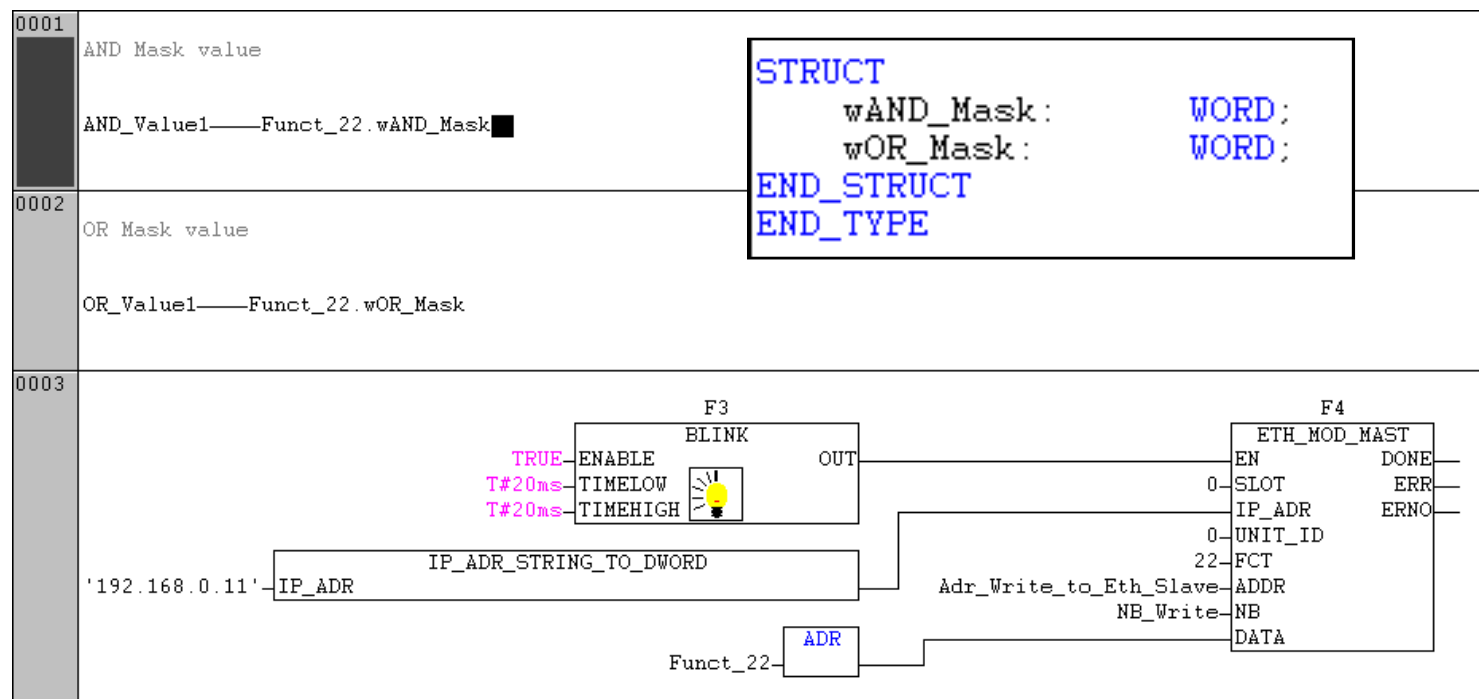 0001
AND Mask value
AND_Value1 Funct_22.wAND_Mask
STRUCT
wAND_Mask: WORD;
wOR_Mask: WORD;
END_STRUCT
END_TYPE
0002
OR Mask value
OR_Value1 Funct_22.wOR_Mask
0003
F3
BLINK
TRUE ENABLE OUT
T#20ms TIMELOW
T#20ms TIMEHIGH
IP_ADR_STRING_TO_DWORD
'192.168.0.11' IP_ADR
ADR
Funct_22
F4
ETH_MOD_MAST
EN DONE
0 SLOT ERR
IP_ADR ERNO
0 UNIT_ID
22 FCT
Adr_Write_to_Eth_Slave ADDR
NB_Write NB
DATA